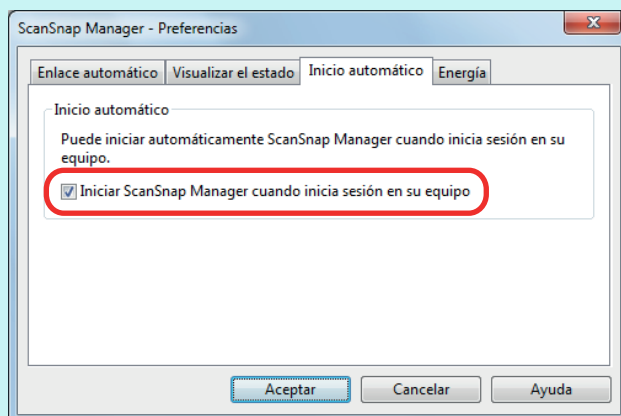 ScanSnap Manager - Preferencias
Enlace automático Visualizar el estado Inicio automático Energía
Inicio automático
Puede iniciar automáticamente ScanSnap Manager cuando inicia sesión en su
equipo.
Iniciar ScanSnap Manager cuando inicia sesión en su equipo
Aceptar Cancelar Ayuda